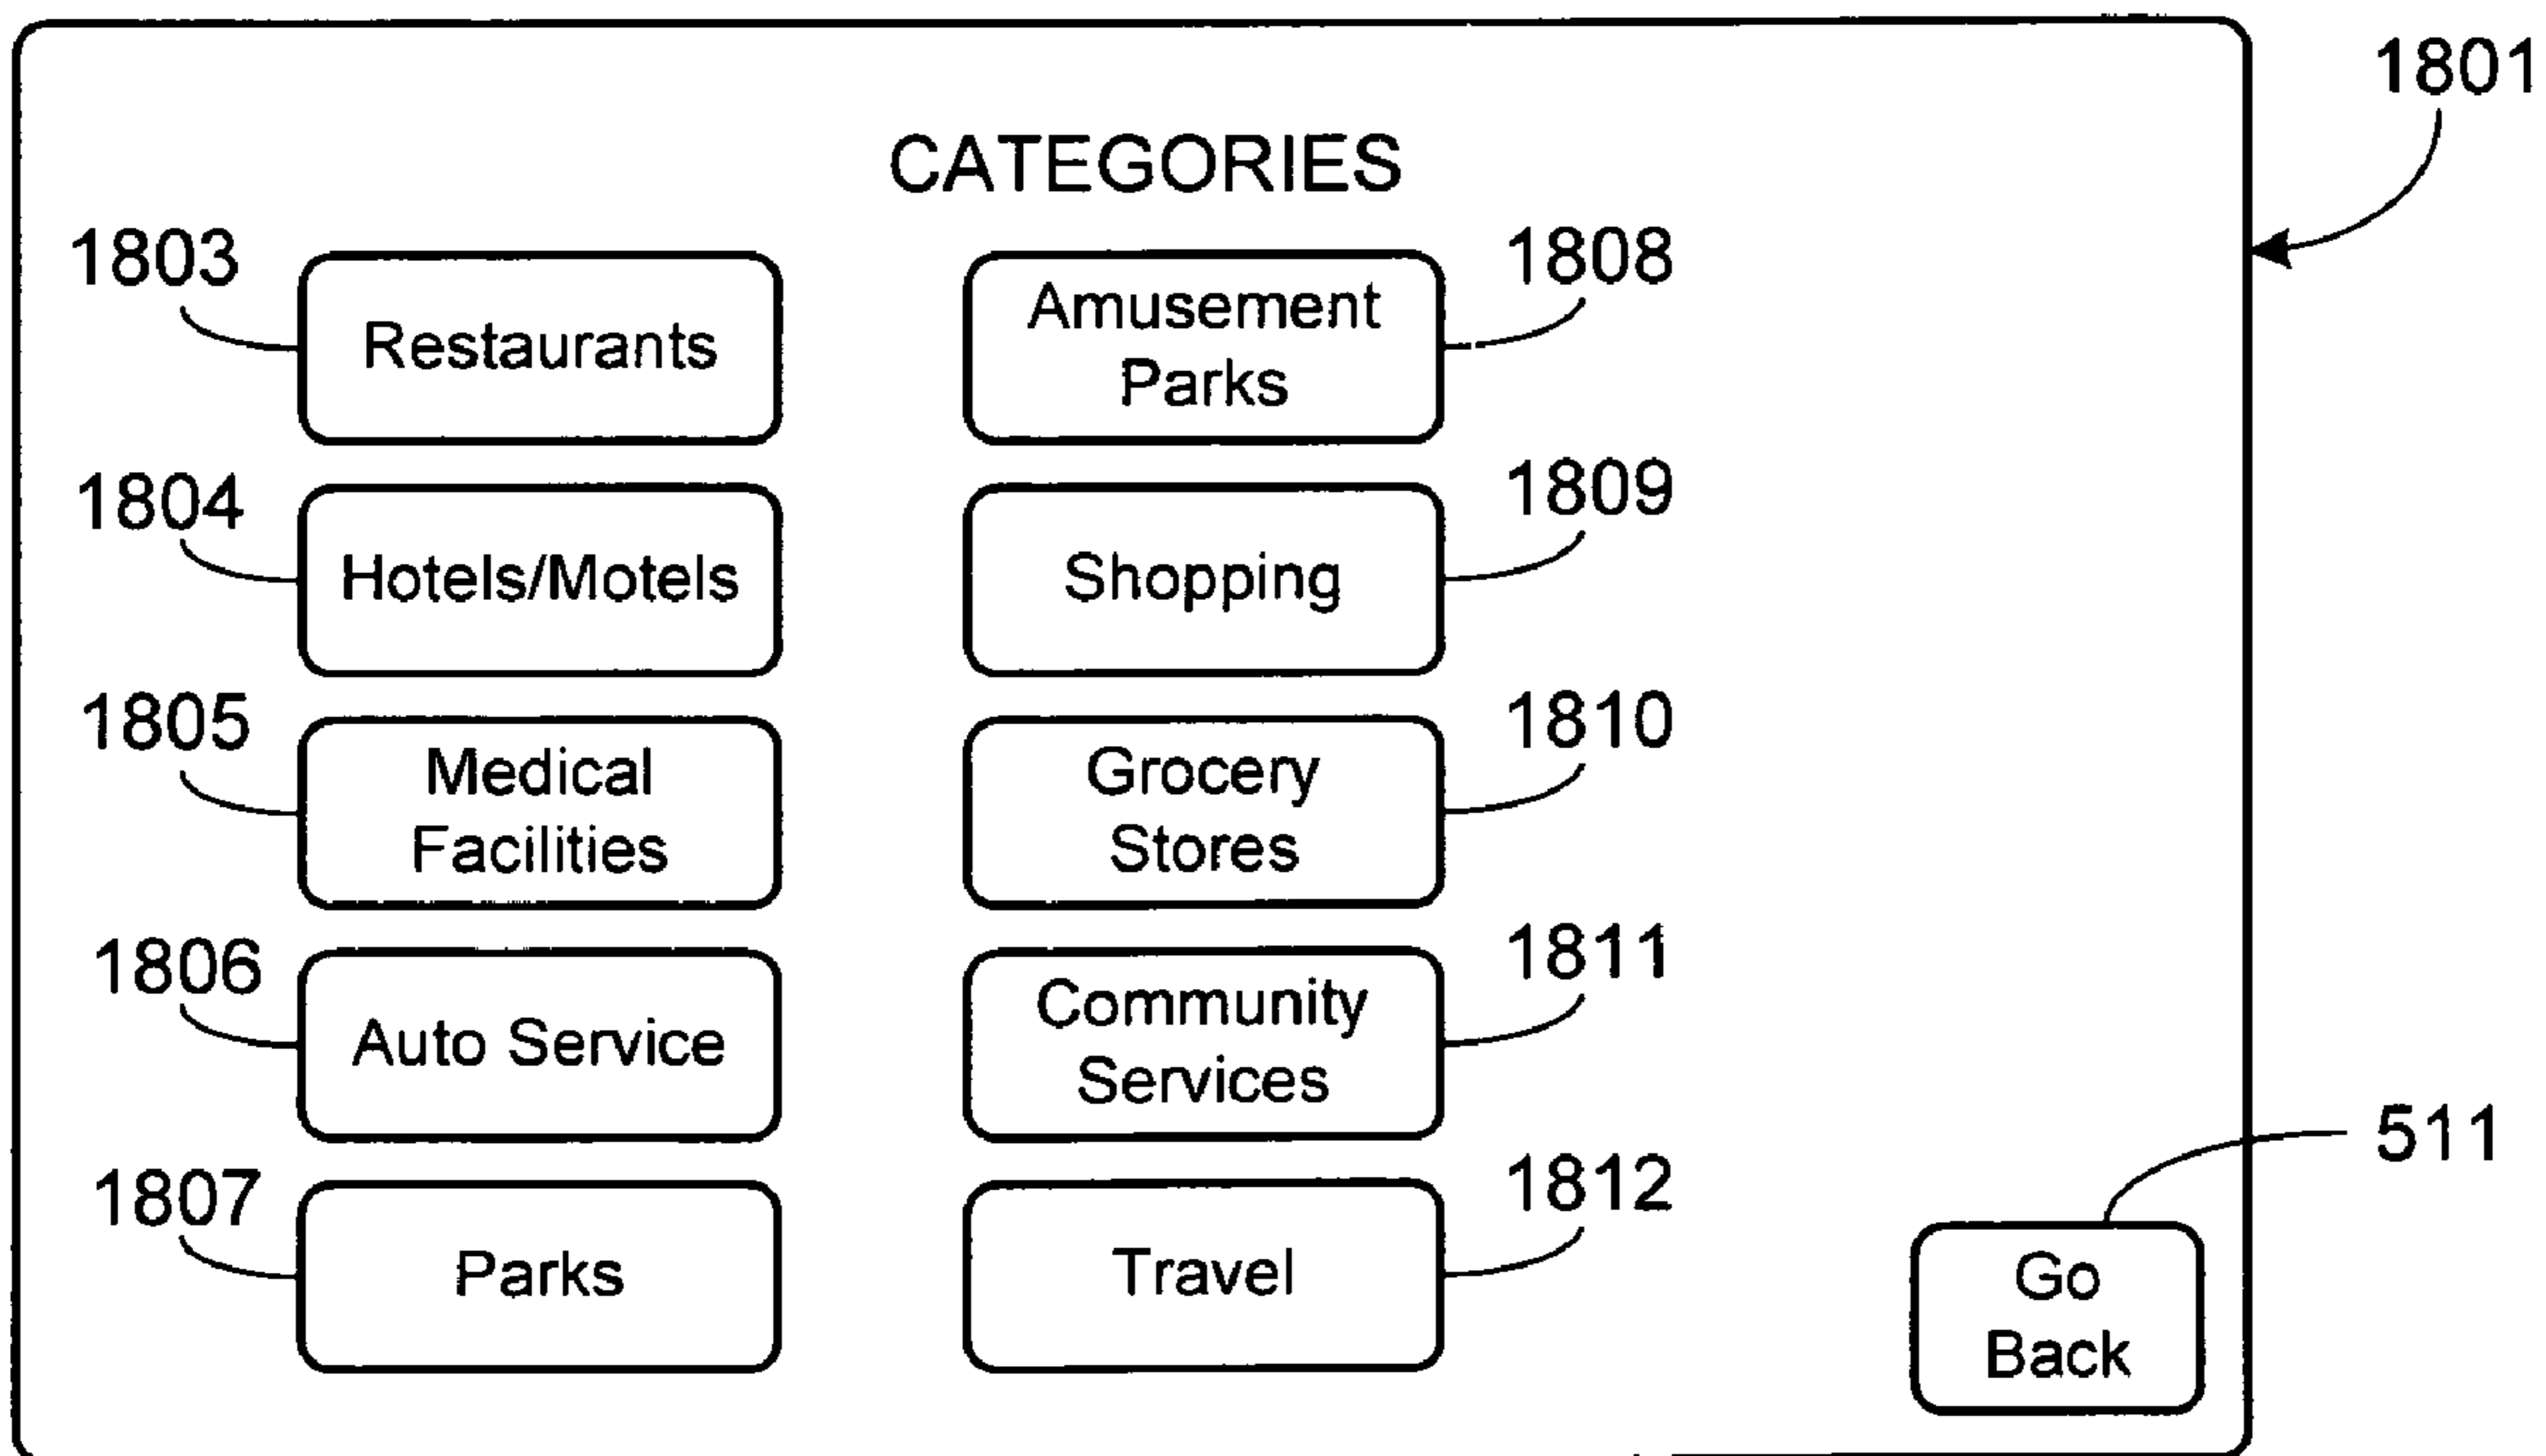 1801
CATEGORIES
1803
Restaurants
Amusement
Parks
1808
1804
Hotels/Motels
Shopping
1809
1805
Medical
Facilities
Grocery
Stores
1810
1806
Auto Service
Community
Services
1811
511
1807
Parks
Travel
1812
Go
Back